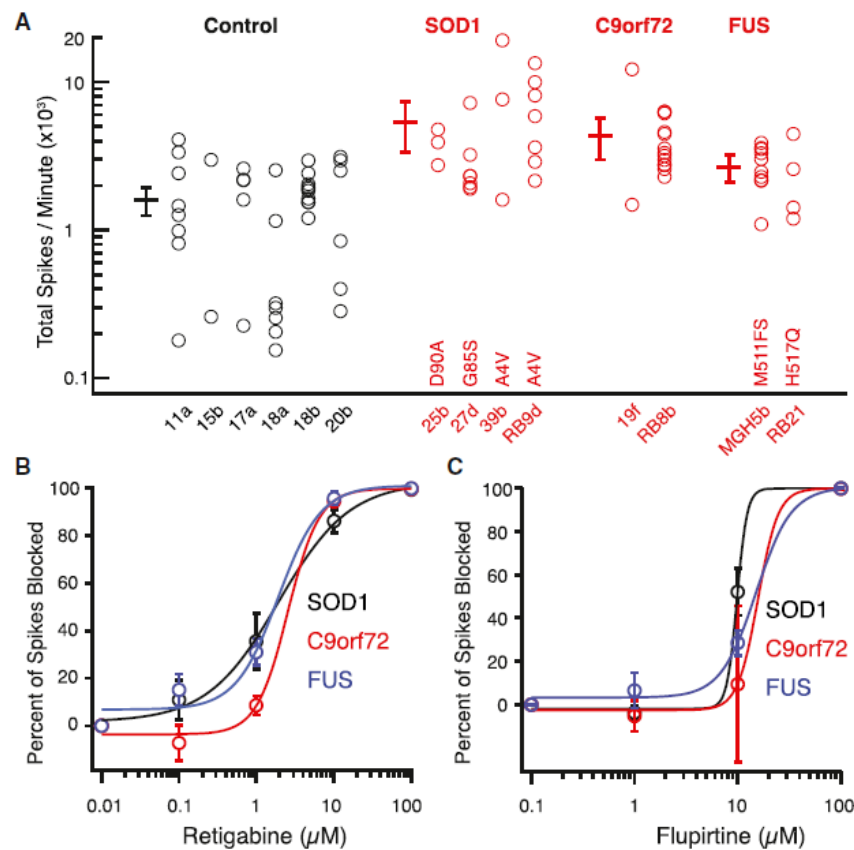 A
Control SOD1 C9orf72 FUS
Total Spikes / Minute (x10³)
20
10
1
0.1
D90A G85S A4V A4V M511FS H517Q
11a 15b 17a 18a 18b 20b 25b 27d 39b RB9d 19f RB8b MGH5b RB21
B
Percent of Spikes Blocked
100
80
60
40
20
0
SOD1
C9orf72
FUS
0.01 0.1 1 10 100
Retigabine (µM)
C
Percent of Spikes Blocked
100
80
60
40
20
0
SOD1
C9orf72
FUS
0.1 1 10 100
Flupirtine (µM)